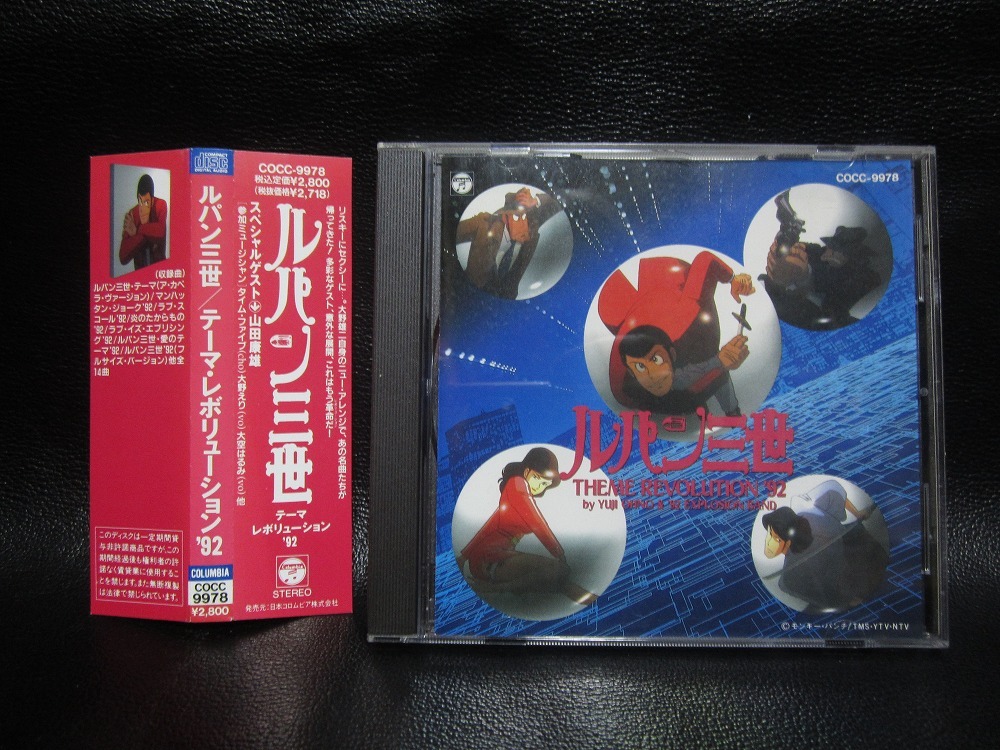 COMPACT
disc
DIGITAL AUDIO
ルパン三世/テーマ・レボリューション'92
COLUMBIA
COCC
9978
¥2,800
(収録曲)
ルパン三世・テーマ(ア・カペ
ラ・ヴァージョン)/マンハッ
タン・ジョーク'92/ラブ・ス
コール'92/炎のたからもの
'92/ラブ・イズ・エブリシン
グ'92/ルパン三世・愛のテ
ーマ'92/ルパン三世'92(フ
ルサイズ・バージョン)他全
14曲
このディスクは一定期間貸
与非許諾商品ですが、この
期間経過後も権利者の許
諾なく賃貸業に使用するこ
とを禁じます。また無断複製
は法律で禁じられています。
COCC-9978
税込定価¥2,800
(税抜価格¥2,718)
リスキーにセクシーに…。大野雄二自身のニュー・アレンジで、あの名曲たちが
帰ってきた!多彩なゲスト、意外な展開、これはもう革命だ!
ルパン三世
スペシャルゲスト➔山田康雄
[参加ミュージシャン]タイム・ファイブ(cho)大野えり(vo)大空はるみ(vo)他
テーマ
レボリューション
'92
Columbia
STEREO
発売元:日本コロムビア株式会社
Columbia
COCC-9978
ルパン三世
THEME REVOLUTION '92
by YUJI OHNO & '92 EXPLOSION BAND
©モンキー・パンチ/TMS・YTV・NTV